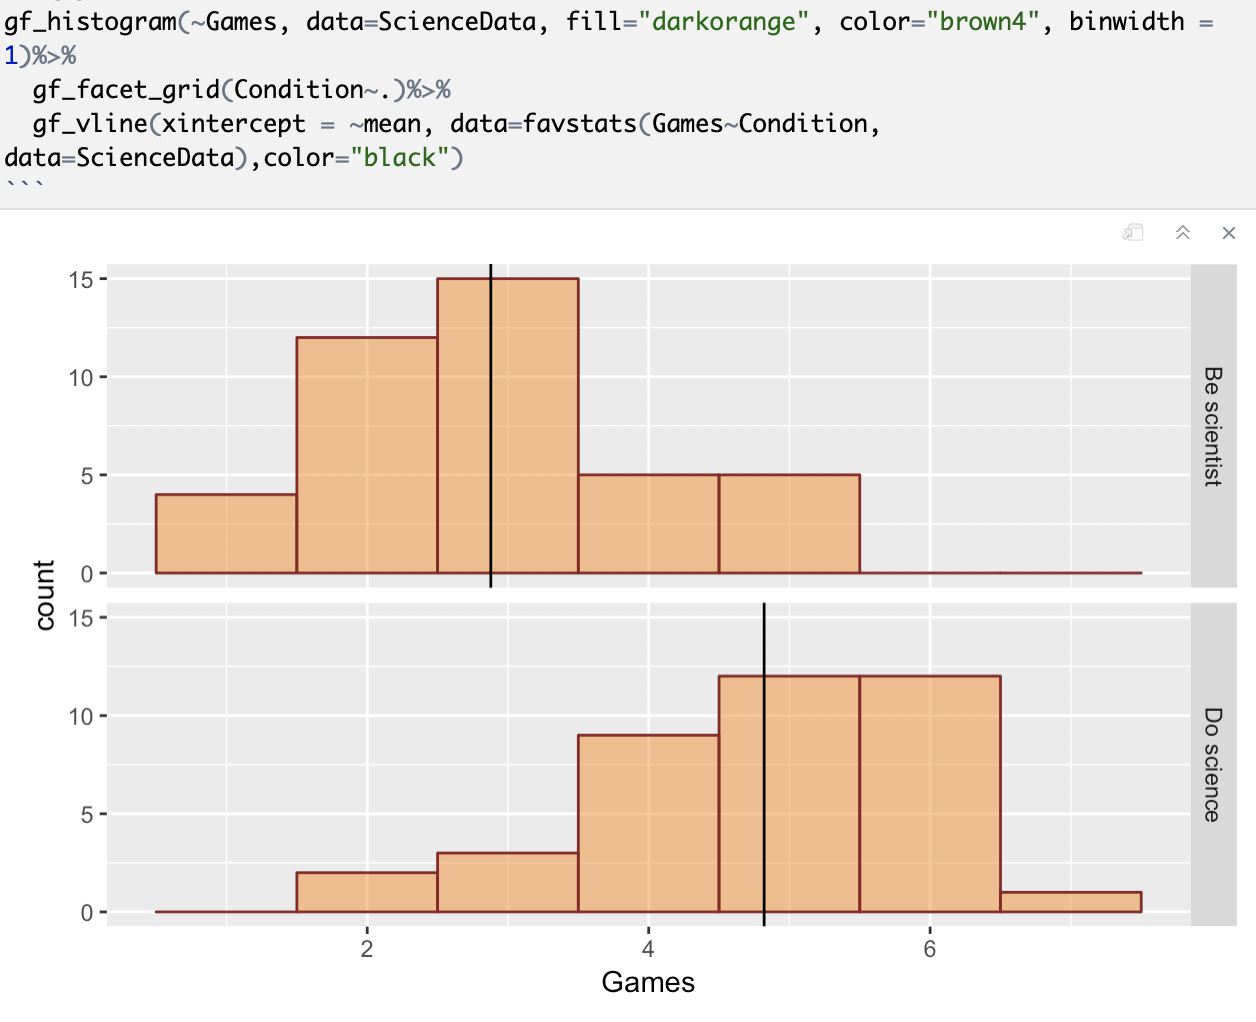 gf_histogram(~Games, data=ScienceData, fill="darkorange", color="brown4", binwidth =
1)%>%
  gf_facet_grid(Condition~.)%>%
  gf_vline(xintercept = ~mean, data=favstats(Games~Condition,
data=ScienceData),color="black")
```
15
10
5
0
Be scientist
count
15
10
5
0
Do science
2 4 6
Games